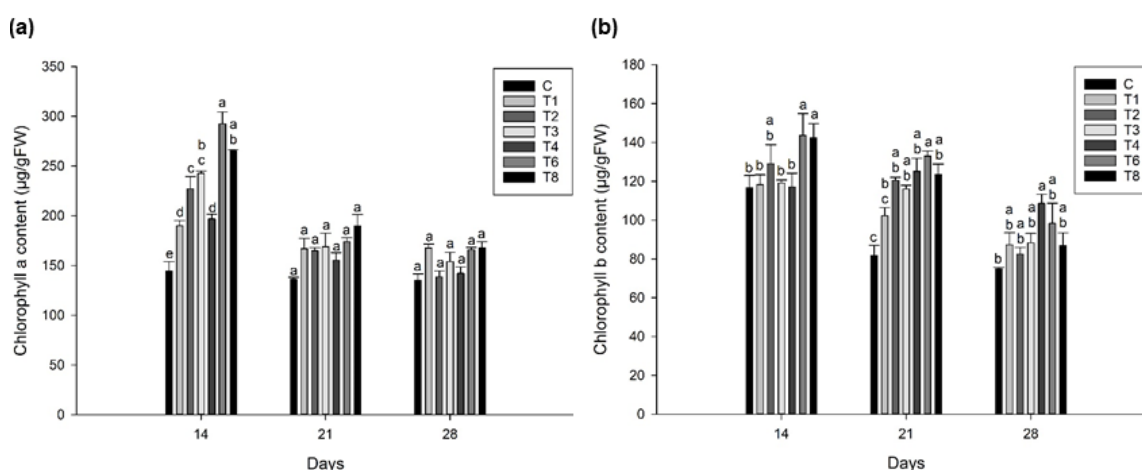 (a)
Chlorophyll a content (µg/gFW)
350
300
250
200
150
100
50
0
e
d
c
b
c
d
a
a
b
a
a
a
a
a
a
a
a
a
a
a
a
a
a
14
21
28
Days
C
T1
T2
T3
T4
T6
T8
(b)
Chlorophyll b content (µg/gFW)
180
160
140
120
100
80
60
40
20
0
b
b
a
b
b
b
a
a
c
b
c
a
b
a
b
a
b
a
a
b
b
a
b
a
b
a
b
a
a
b
a
b
14
21
28
Days
C
T1
T2
T3
T4
T6
T8